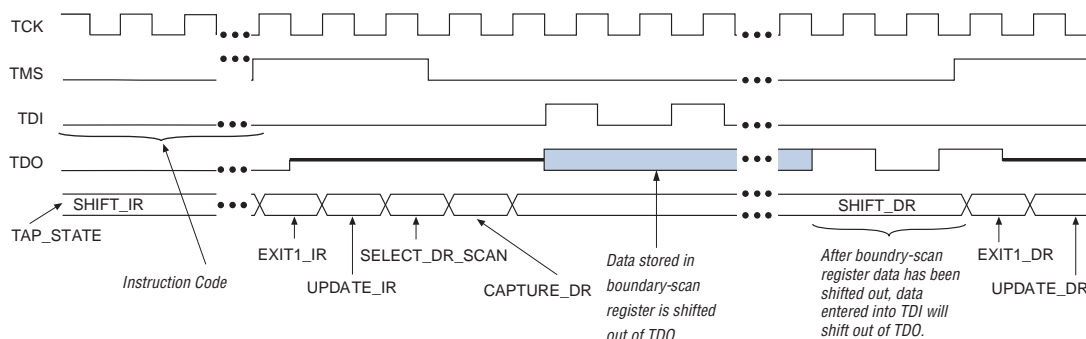 TCK
TMS
TDI
TDO
SHIFT_IR
SHIFT_DR
TAP_STATE
EXIT1_IR
SELECT_DR_SCAN
EXIT1_DR
Instruction Code
UPDATE_IR
CAPTURE_DR
UPDATE_DR
Data stored in
boundary-scan
register is shifted
out of TDO
After boundry-scan
register data has been
shifted out, data
entered into TDI will
shift out of TDO.